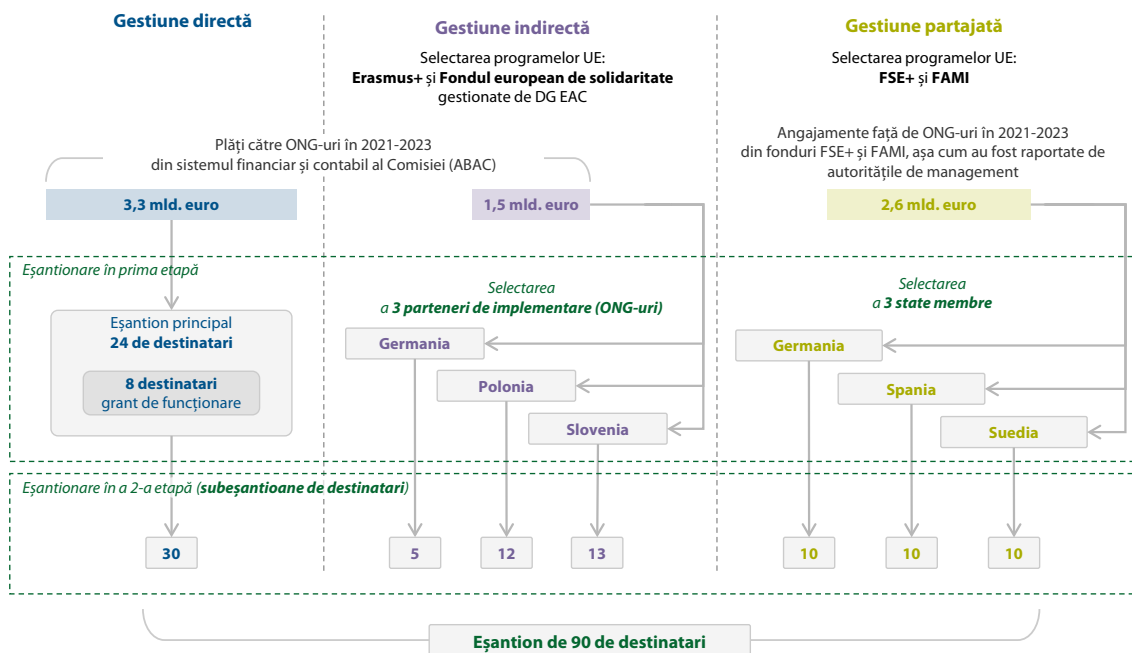 Gestiune directă
Gestiune indirectă
Selectarea programelor UE:
Erasmus+ și Fondul european de solidaritate
gestionate de DG EAC
Gestiune partajată
Selectarea programelor UE:
FSE+ și FAMI
Plăți către ONG-uri în 2021-2023
din sistemul financiar și contabil al Comisiei (ABAC)
Angajamente față de ONG-uri în 2021-2023
din fonduri FSE+ și FAMI, așa cum au fost raportate de
autoritățile de management
3,3 mld. euro
1,5 mld. euro
2,6 mld. euro
Eșantionare în prima etapă
Eșantion principal
24 de destinatari
8 destinatari
grant de funcționare
Selectarea
a 3 parteneri de implementare (ONG-uri)
Germania
Polonia
Slovenia
Selectarea
a 3 state membre
Germania
Spania
Suedia
Eșantionare în a 2-a etapă (subeșantioane de destinatari)
30
5
12
13
10
10
10
Eșantion de 90 de destinatari